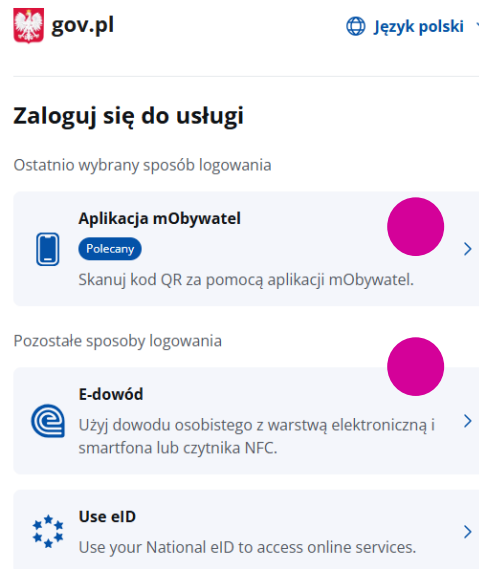 gov.pl
Język polski
Zaloguj się do usługi
Ostatnio wybrany sposób logowania
Aplikacja mObywatel
Polecany
Skanuj kod QR za pomocą aplikacji mObywatel.
Pozostałe sposoby logowania
E-dowód
Użyj dowodu osobistego z warstwą elektroniczną i
smartfona lub czytnika NFC.
Use eID
Use your National eID to access online services.